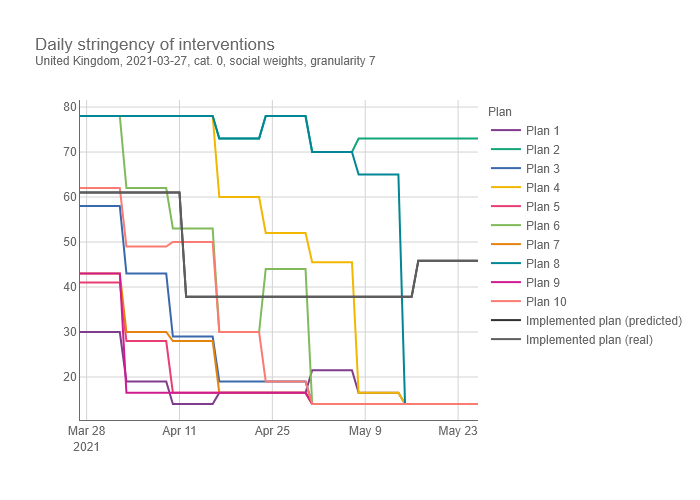 Daily stringency of interventions
United Kingdom, 2021-03-27, cat. 0, social weights, granularity 7
80
70
60
50
40
30
20
Mar 28
2021
Apr 11
Apr 25
May 9
May 23
Plan
Plan 1
Plan 2
Plan 3
Plan 4
Plan 5
Plan 6
Plan 7
Plan 8
Plan 9
Plan 10
Implemented plan (predicted)
Implemented plan (real)